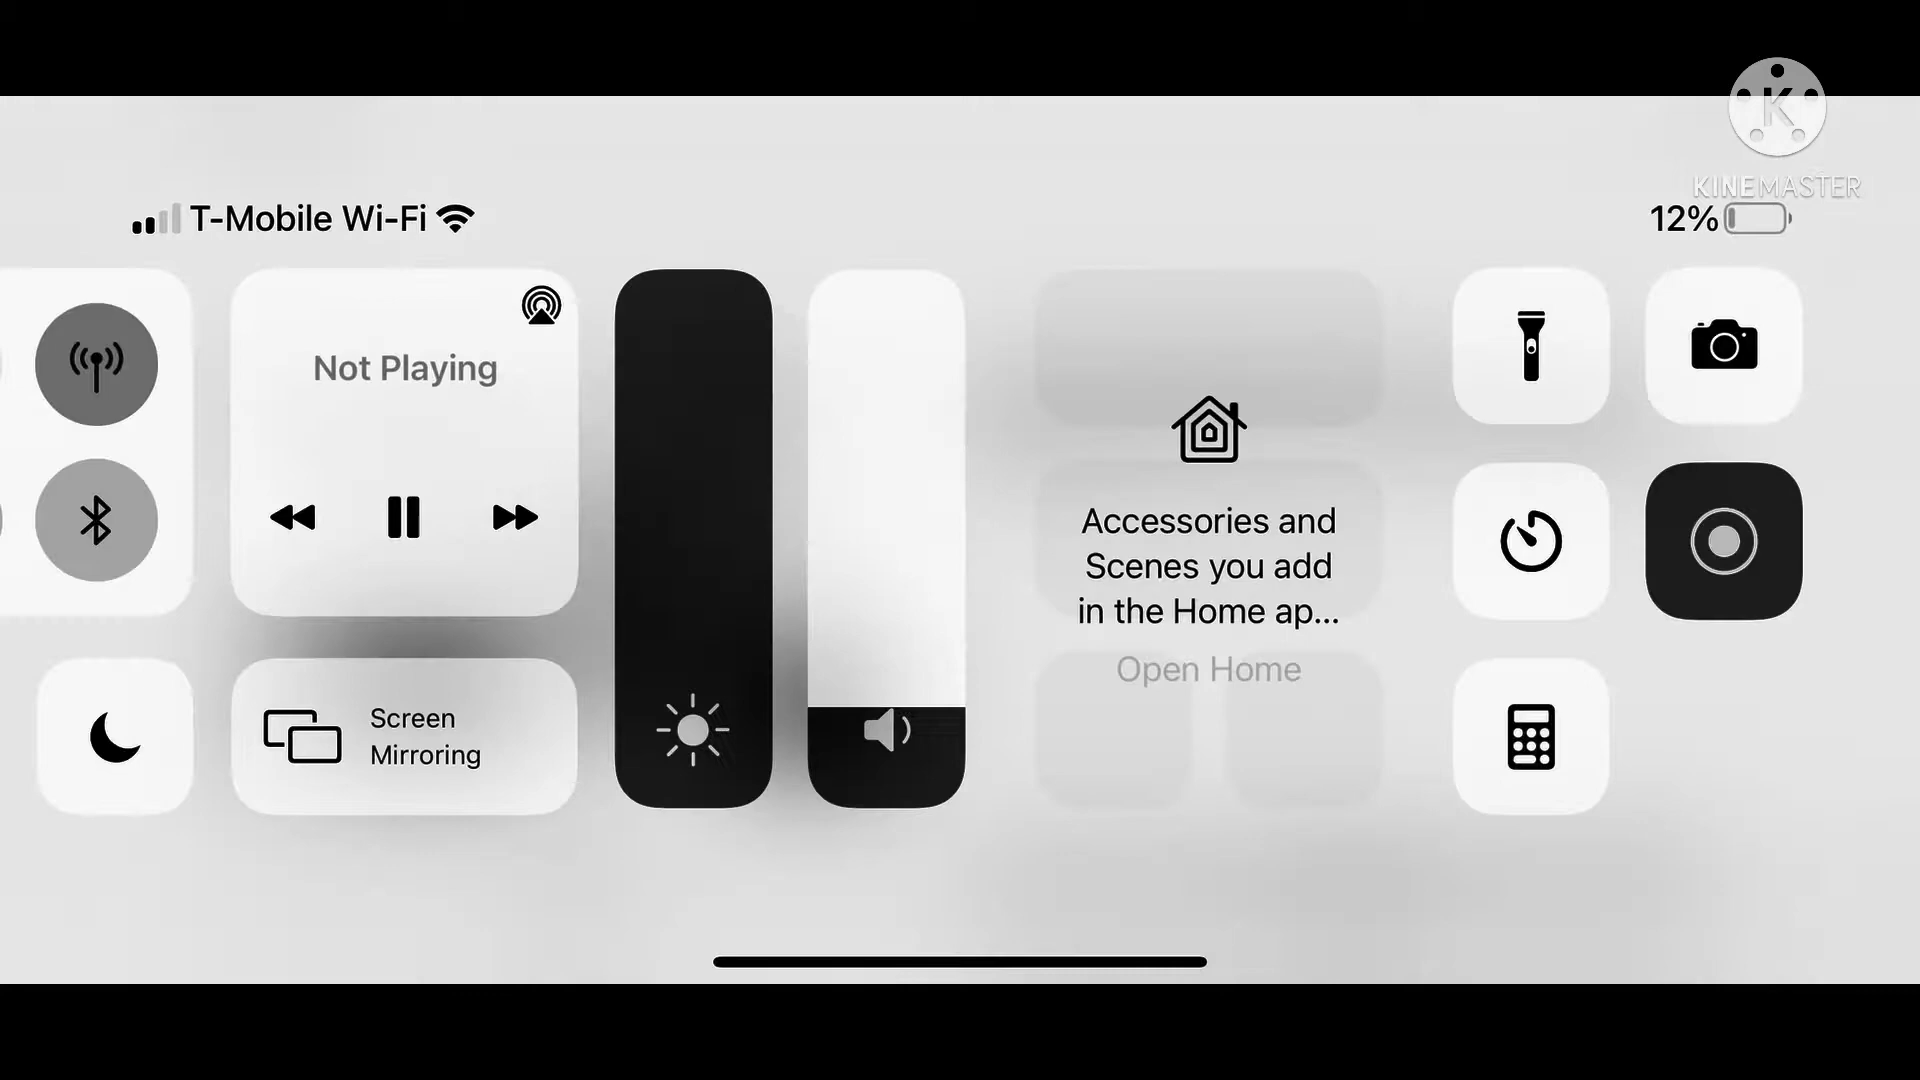 K
KINEMASTER
T-Mobile Wi-Fi
12%
Not Playing
Accessories and
Scenes you add
in the Home ap...
Open Home
Screen
Mirroring